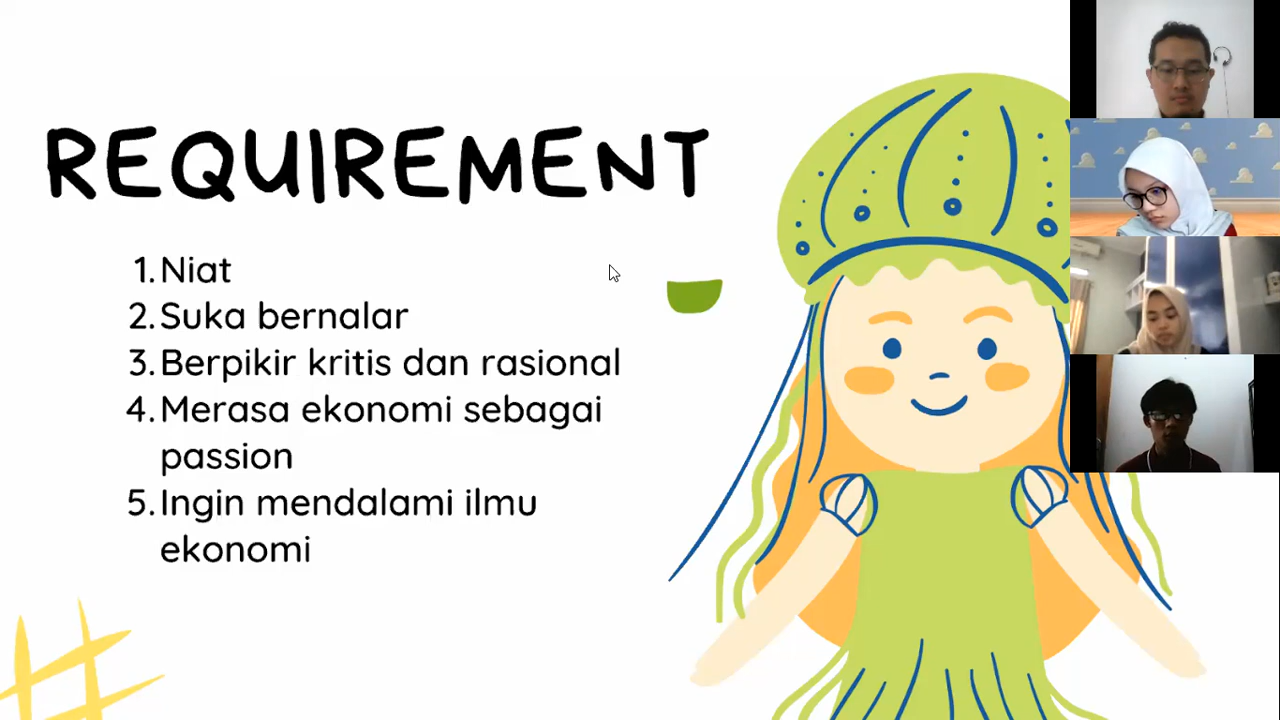 REQUIREMENT
1. Niat
2. Suka bernalar
3. Berpikir kritis dan rasional
4. Merasa ekonomi sebagai
passion
5. Ingin mendalami ilmu
ekonomi